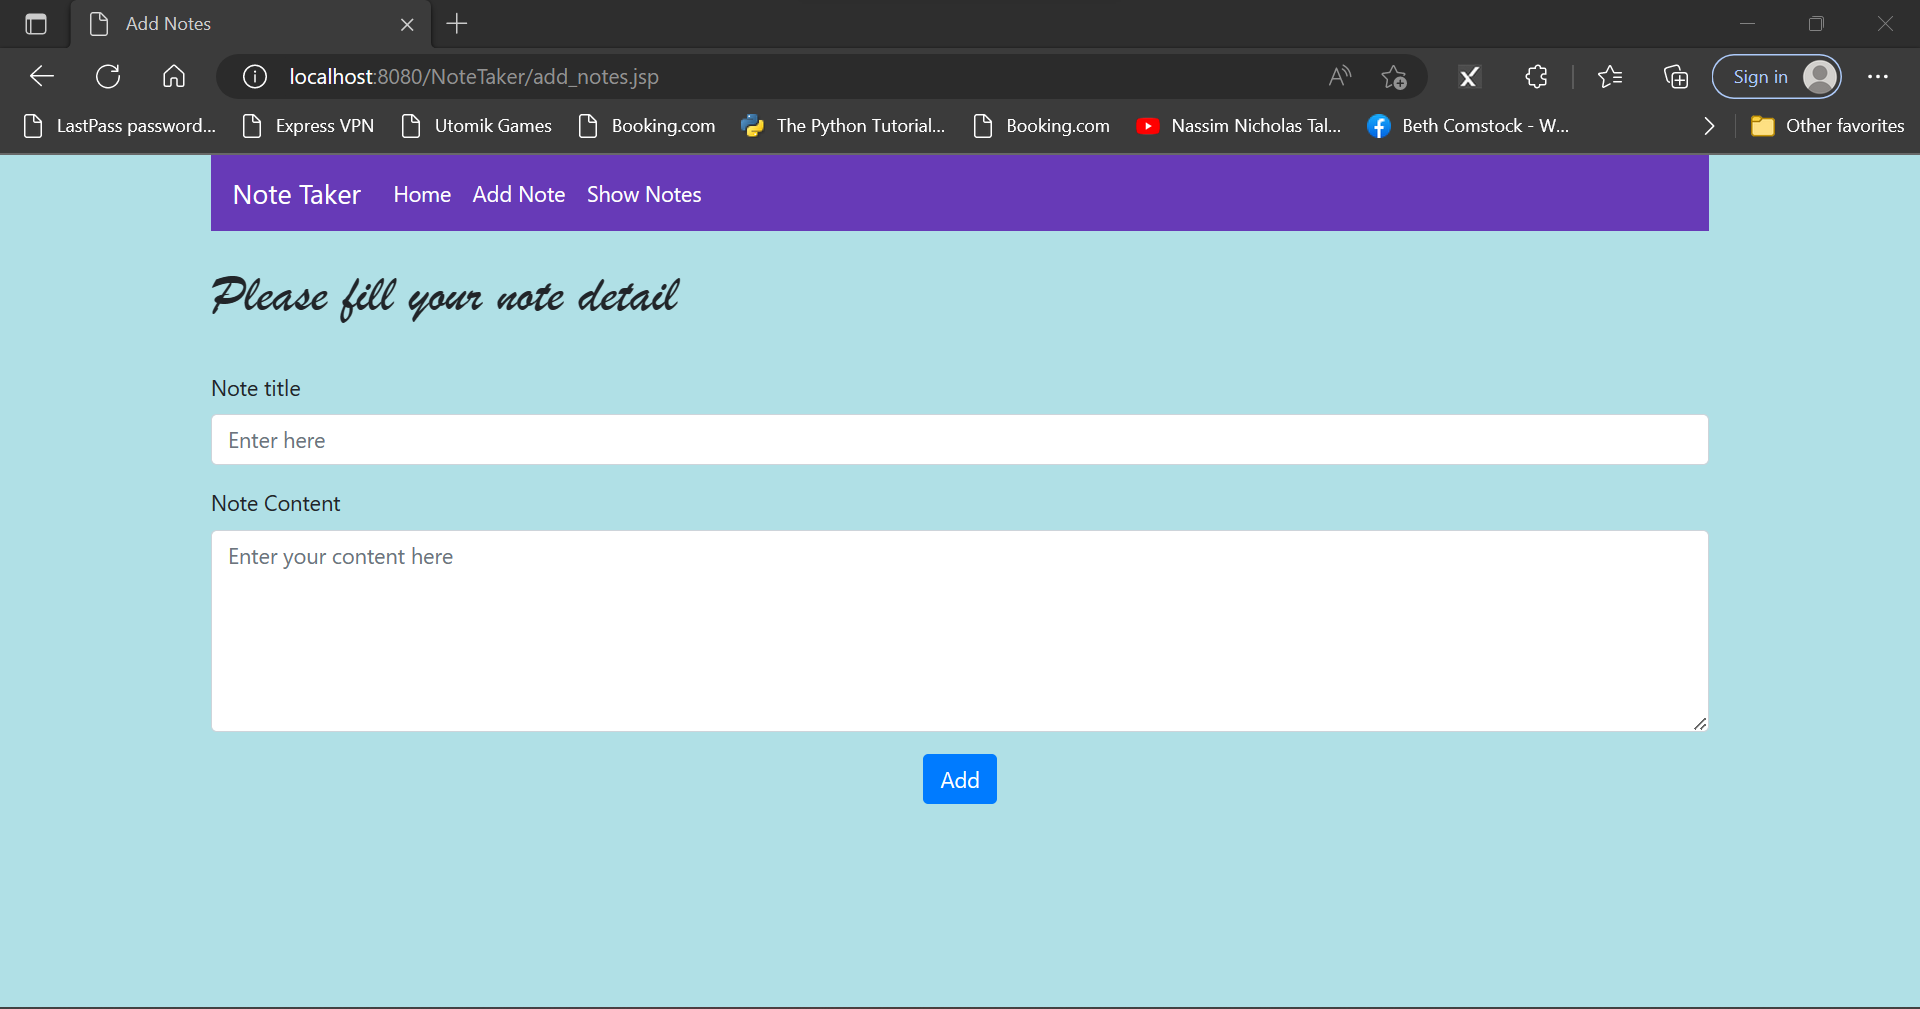 Add Notes
localhost:8080/NoteTaker/add_notes.jsp
Sign in
LastPass password... Express VPN Utomik Games Booking.com The Python Tutorial... Booking.com Nassim Nicholas Tal... Beth Comstock - W... Other favorites
Note Taker Home Add Note Show Notes
Please fill your note detail
Note title
Enter here
Note Content
Enter your content here
Add